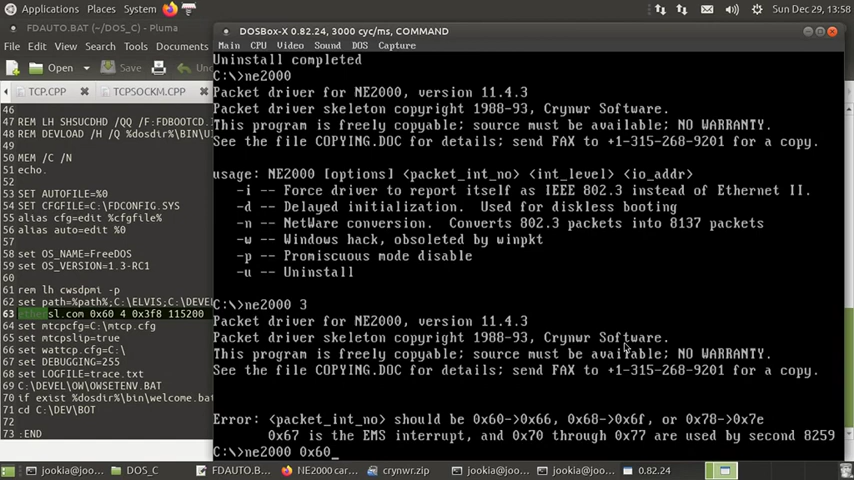 Applications Places System
Sun Dec 29, 13:58
FDAUTO.BAT (~/DOS_C) - Pluma
File Edit View Search Tools Documents
Open Save Undo
TCP.CPP TCPSOCKM.CPP
46
47 REM LH SHSUCDHD /QQ /F:FDBOOTCD.I
48 REM DEVLOAD /H /Q %dosdir%\BIN\U
49
50 MEM /C /N
51 echo.
52
53 SET AUTOFILE=%0
54 SET CFGFILE=C:\FDCONFIG.SYS
55 alias cfg=edit %cfgfile%
56 alias auto=edit %0
57
58 set OS_NAME=FreeDOS
59 set OS_VERSION=1.3-RC1
60
61 rem lh cwsdpmi -p
62 set path=%path%;C:\ELVIS;C:\DEVEL
63 ethersl.com 0x60 4 0x3f8 115200
64 set mtcpcfg=C:\mtcp.cfg
65 set mtcpslip=true
66 set wattcp.cfg=C:\
67 SET DEBUGGING=255
68 set LOGFILE=trace.txt
69 C:\DEVEL\OW\OWSETENV.BAT
70 if exist %dosdir%\bin\welcome.bat
71 cd C:\DEV\BOT
72
73 :END
DOSBox-X 0.82.24, 3000 cyc/ms, COMMAND
Main CPU Video Sound DOS Capture
Uninstall completed
C:\>ne2000
Packet driver for NE2000, version 11.4.3
Packet driver skeleton copyright 1988-93, Crynwr Software.
This program is freely copyable; source must be available; NO WARRANTY.
See the file COPYING.DOC for details; send FAX to +1-315-268-9201 for a copy.
usage: NE2000 [options] <packet_int_no> <int_level> <io_addr>
-i -- Force driver to report itself as IEEE 802.3 instead of Ethernet II.
-d -- Delayed initialization.  Used for diskless booting
-n -- NetWare conversion.  Converts 802.3 packets into 8137 packets
-w -- Windows hack, obsoleted by winpkt
-p -- Promiscuous mode disable
-u -- Uninstall
C:\>ne2000 3
Packet driver for NE2000, version 11.4.3
Packet driver skeleton copyright 1988-93, Crynwr Software.
This program is freely copyable; source must be available; NO WARRANTY.
See the file COPYING.DOC for details; send FAX to +1-315-268-9201 for a copy.
Error: <packet_int_no> should be 0x60->0x66, 0x68->0x6f, or 0x78->0x7e
0x67 is the EMS interrupt, and 0x70 through 0x77 are used by second 8259
C:\>ne2000 0x60_
jookia@joo... DOS_C FDAUTO.B... NE2000 car... crynwr.zip jookia@joo... jookia@joo... 0.82.24